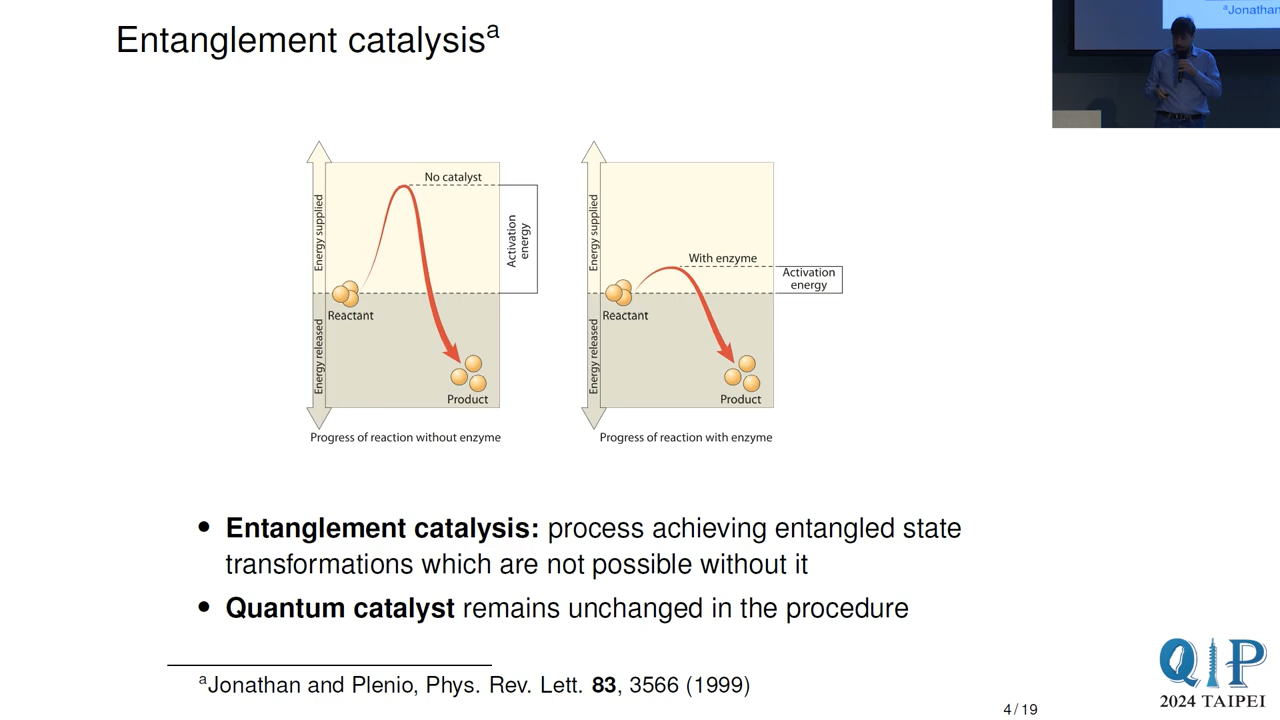 Entanglement catalysisᵃ
ᵃJonathan
No catalyst
Energy supplied
Activation
energy
Reactant
Energy released
Product
Progress of reaction without enzyme
With enzyme
Energy supplied
Activation
energy
Reactant
Energy released
Product
Progress of reaction with enzyme
• Entanglement catalysis: process achieving entangled state
transformations which are not possible without it
• Quantum catalyst remains unchanged in the procedure
ᵃJonathan and Plenio, Phys. Rev. Lett. 83, 3566 (1999)
4 / 19
QIP
2024 TAIPEI